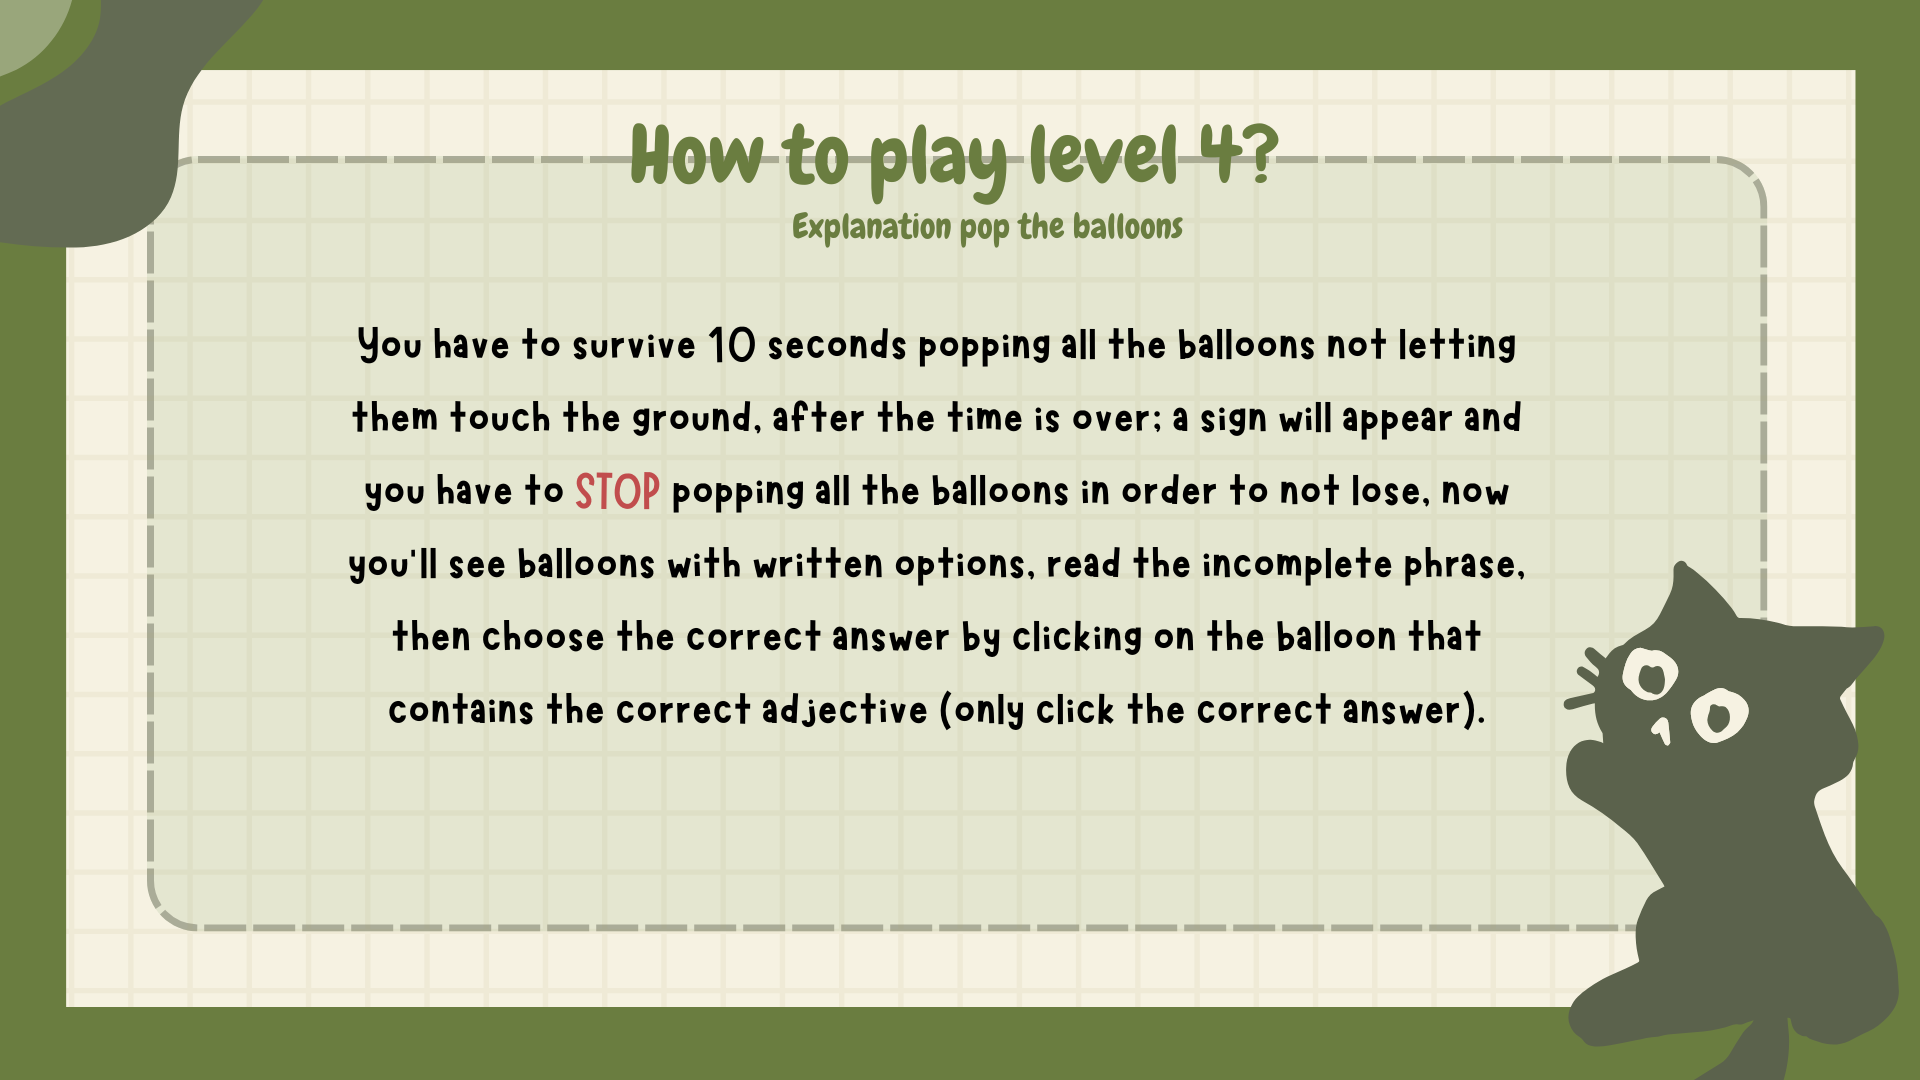 How to play level 4?
Explanation pop the balloons
You have to survive 10 seconds popping all the balloons not letting
them touch the ground, after the time is over; a sign will appear and
you have to STOP popping all the balloons in order to not lose, now
you'll see balloons with written options, read the incomplete phrase,
then choose the correct answer by clicking on the balloon that
contains the correct adjective (only click the correct answer).